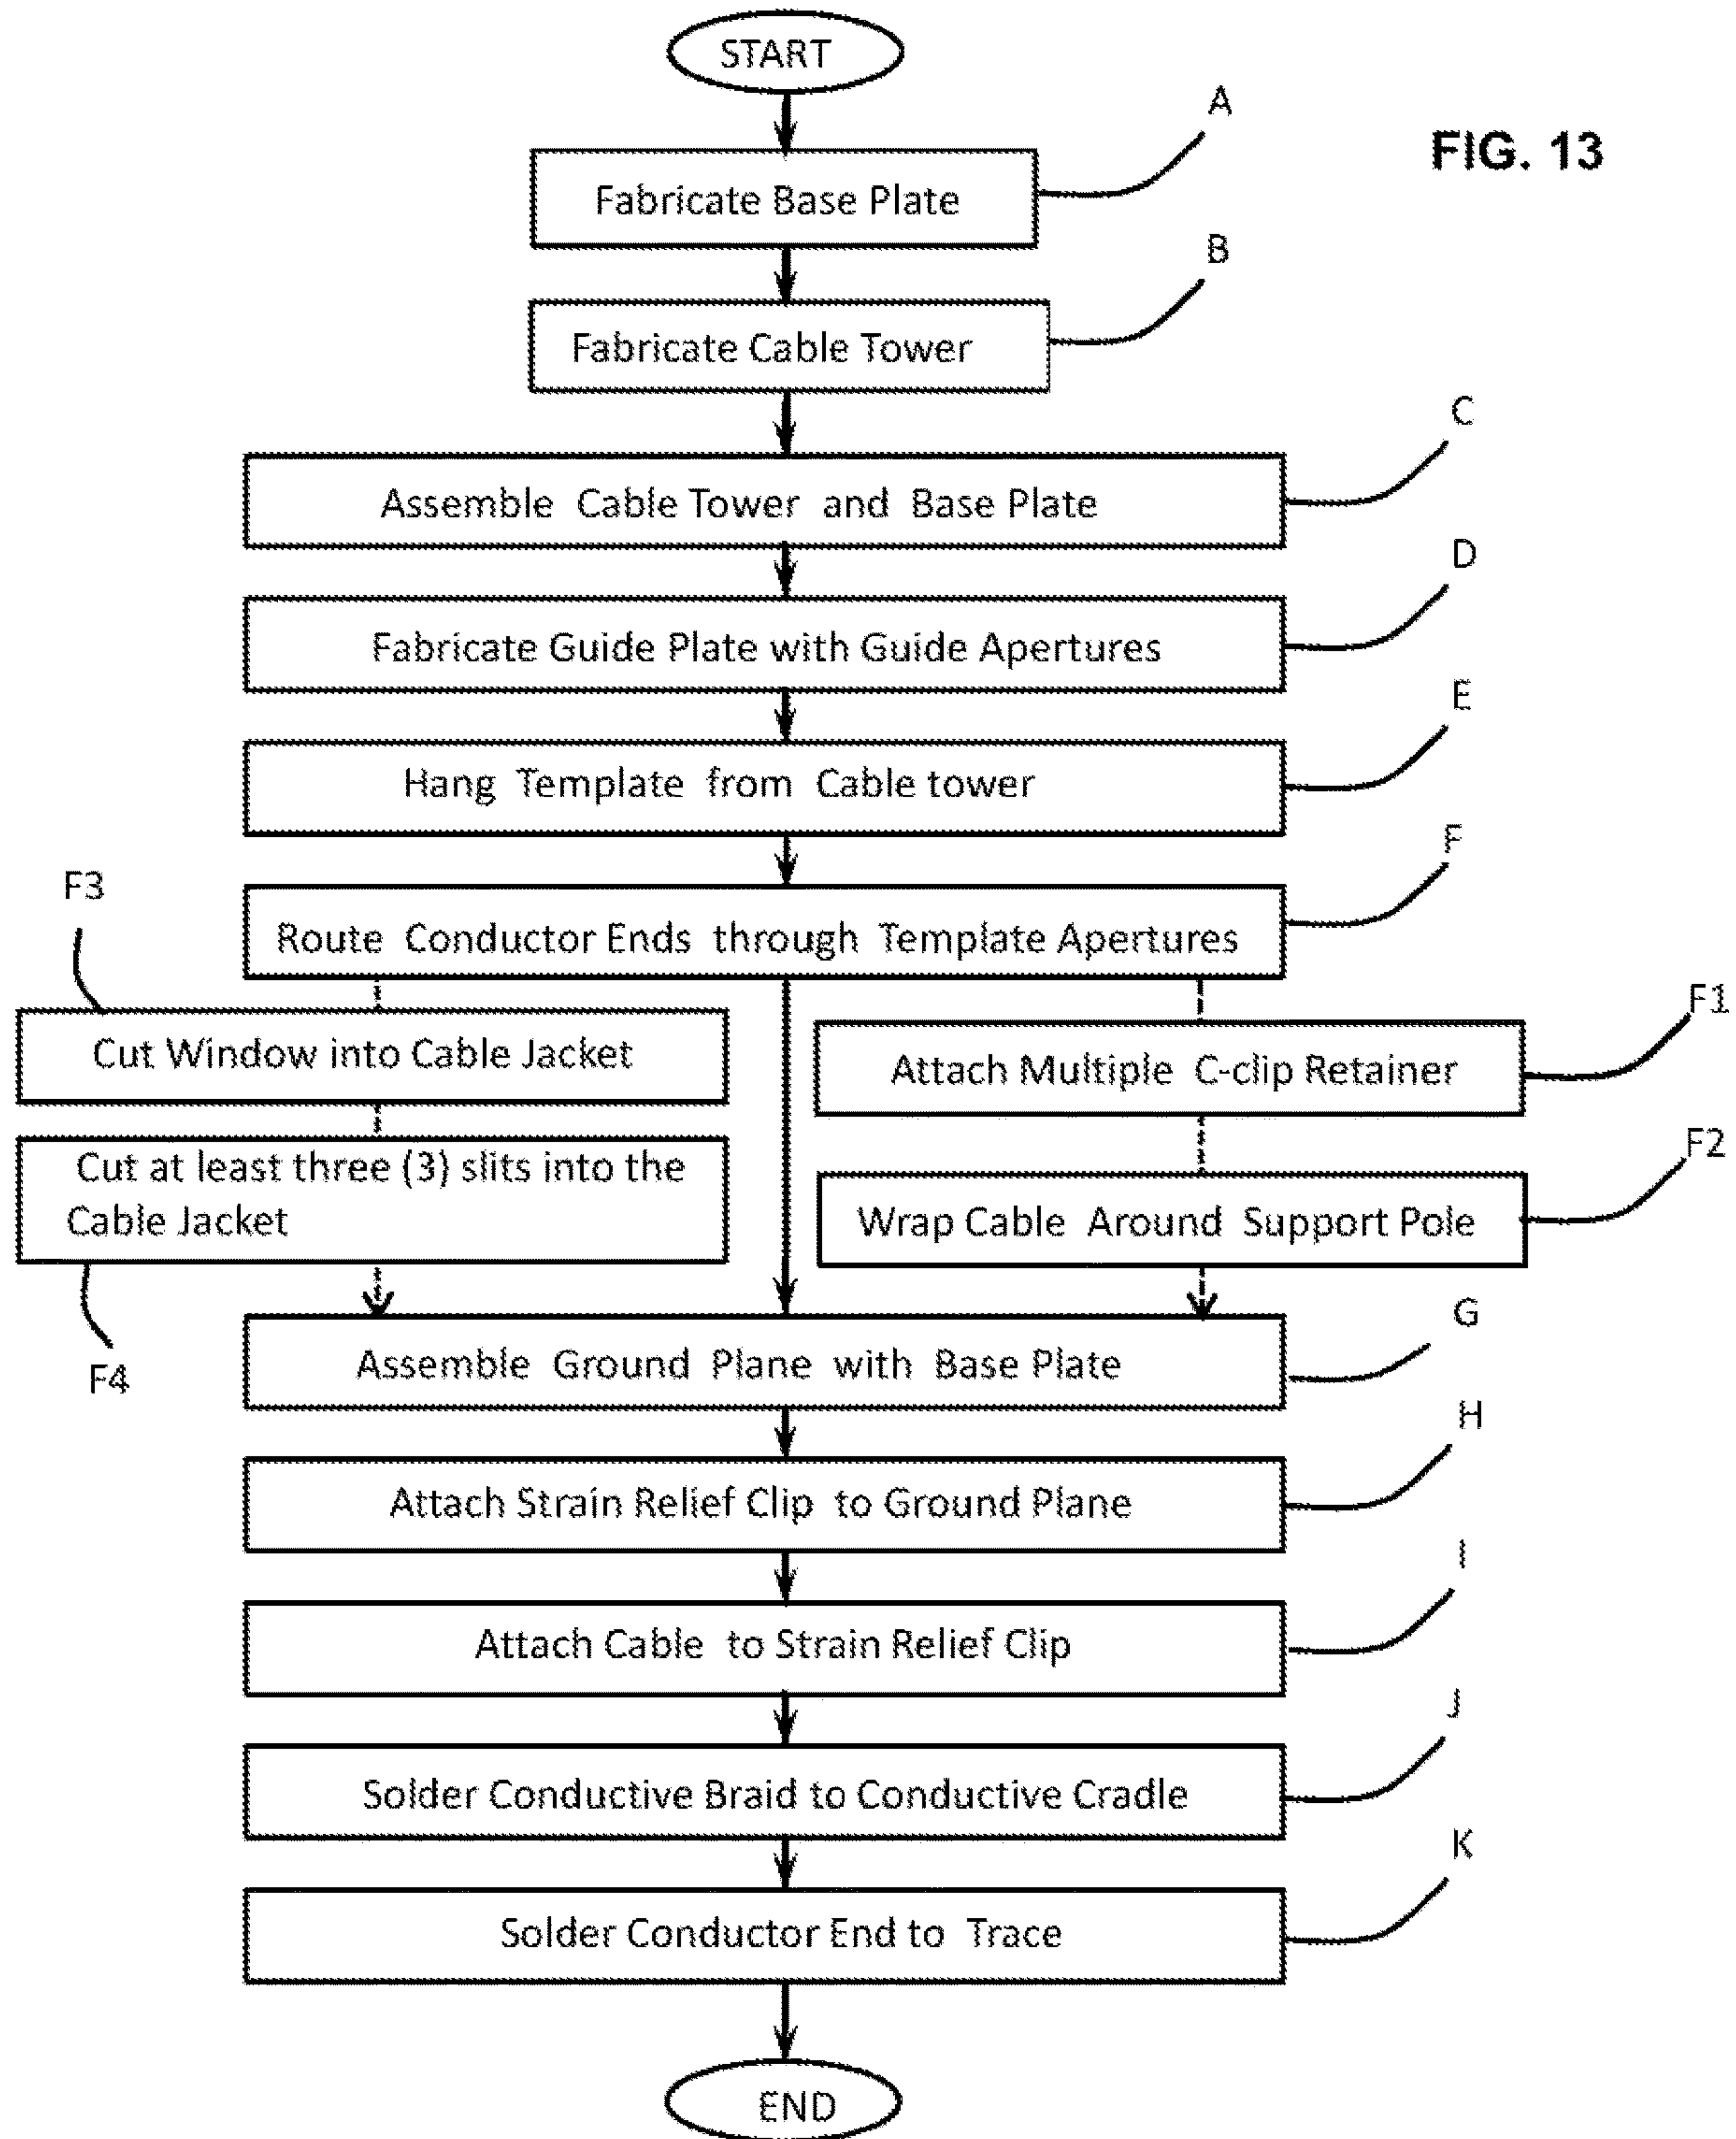 START
A
FIG. 13
Fabricate Base Plate
B
Fabricate Cable Tower
C
Assemble Cable Tower and Base Plate
D
Fabricate Guide Plate with Guide Apertures
E
Hang Template from Cable tower
F
F3
Route Conductor Ends through Template Apertures
F1
Cut Window into Cable Jacket
Attach Multiple C-clip Retainer
F2
Cut at least three (3) slits into the
Cable Jacket
Wrap Cable Around Support Pole
G
F4
Assemble Ground Plane with Base Plate
H
Attach Strain Relief Clip to Ground Plane
I
Attach Cable to Strain Relief Clip
J
Solder Conductive Braid to Conductive Cradle
K
Solder Conductor End to Trace
END